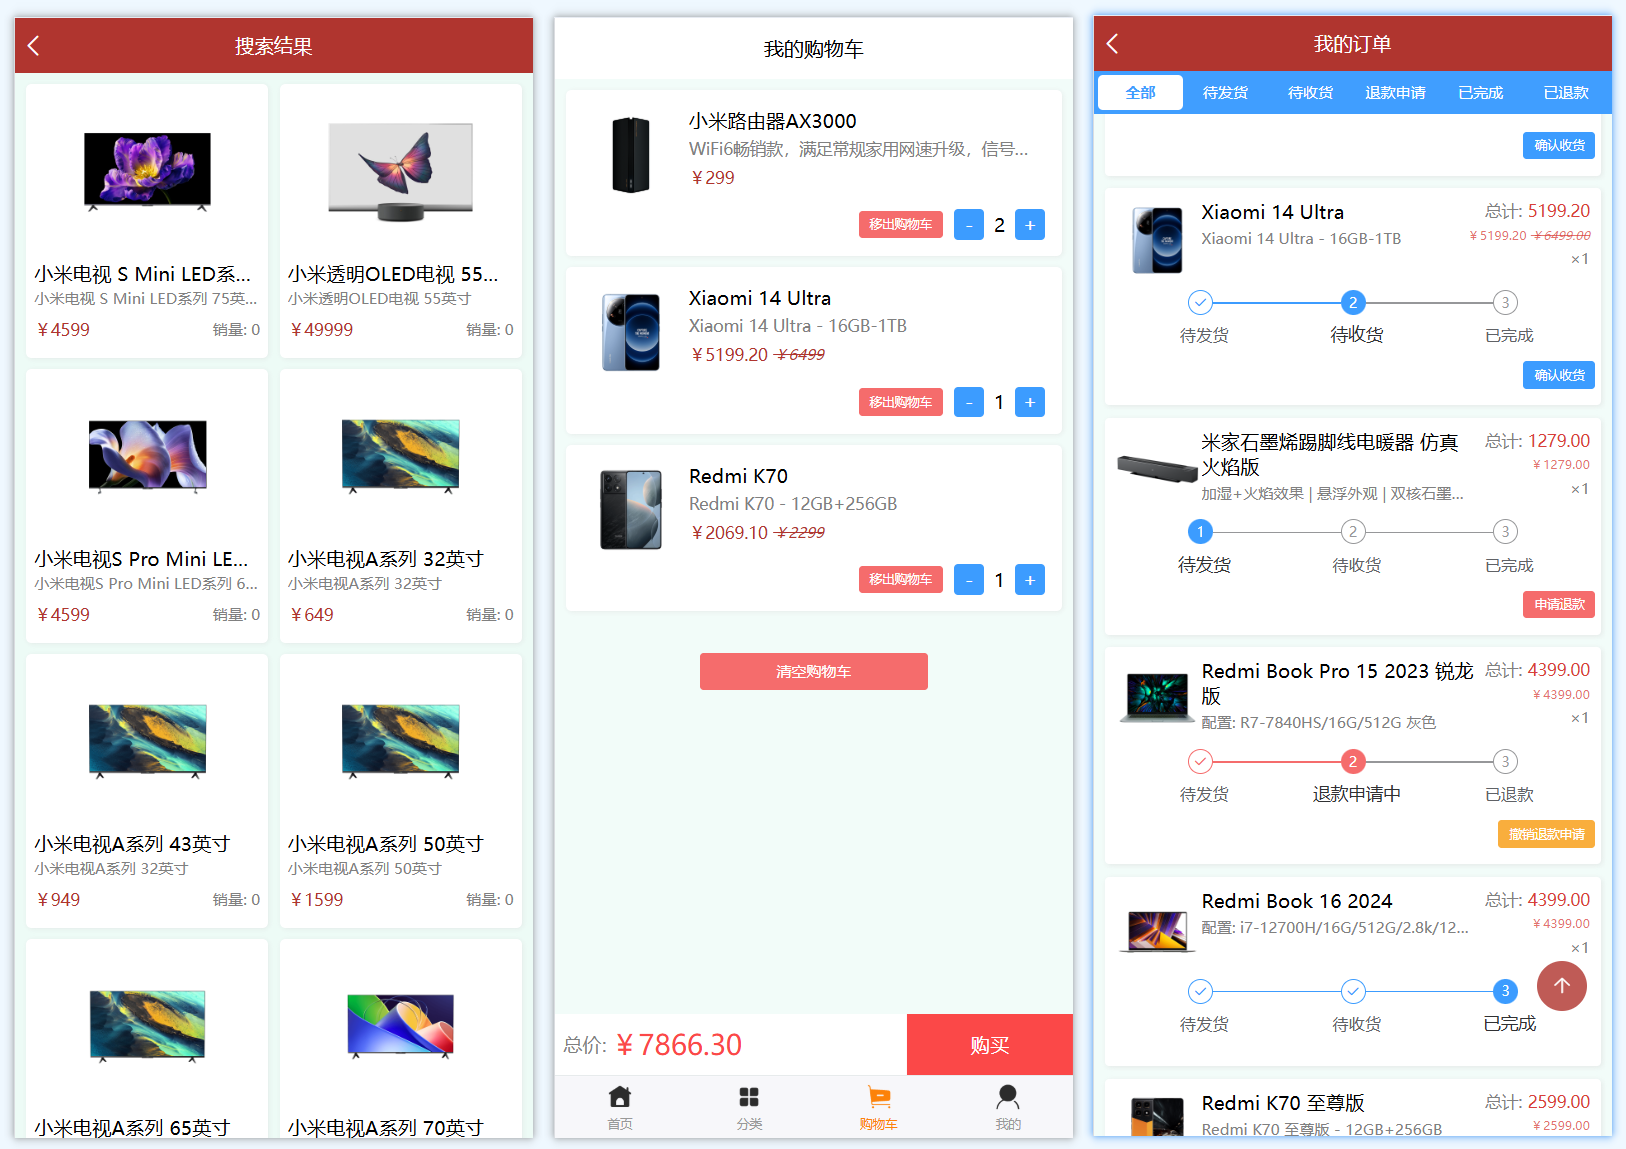 搜索结果
小米电视 S Mini LED系...
小米电视 S Mini LED系列 75英...
￥4599
销量: 0
小米透明OLED电视 55...
小米透明OLED电视 55英寸
￥49999
销量: 0
小米电视S Pro Mini LE...
小米电视S Pro Mini LED系列 6...
￥4599
销量: 0
小米电视A系列 32英寸
小米电视A系列 32英寸
￥649
销量: 0
小米电视A系列 43英寸
小米电视A系列 32英寸
￥949
销量: 0
小米电视A系列 50英寸
小米电视A系列 50英寸
￥1599
销量: 0
小米电视A系列 65英寸
小米电视A系列 70英寸
我的购物车
小米路由器AX3000
WiFi6畅销款，满足常规家用网速升级，信号...
￥299
移出购物车 - 2 +
Xiaomi 14 Ultra
Xiaomi 14 Ultra - 16GB-1TB
￥5199.20 ￥6499
移出购物车 - 1 +
Redmi K70
Redmi K70 - 12GB+256GB
￥2069.10 ￥2299
移出购物车 - 1 +
清空购物车
总价: ￥7866.30
购买
首页 分类 购物车 我的
我的订单
全部 待发货 待收货 退款申请 已完成 已退款
确认收货
Xiaomi 14 Ultra
Xiaomi 14 Ultra - 16GB-1TB
总计: 5199.20
￥5199.20 ￥6499.00
×1
2 3
待发货 待收货 已完成
确认收货
米家石墨烯踢脚线电暖器 仿真
火焰版
加湿+火焰效果 | 悬浮外观 | 双核石墨...
总计: 1279.00
￥1279.00
×1
1 2 3
待发货 待收货 已完成
申请退款
Redmi Book Pro 15 2023 锐龙
版
配置: R7-7840HS/16G/512G 灰色
总计: 4399.00
￥4399.00
×1
2 3
待发货 退款申请中 已退款
撤销退款申请
Redmi Book 16 2024
配置: i7-12700H/16G/512G/2.8k/12...
总计: 4399.00
￥4399.00
×1
3
待发货 待收货 已完成
Redmi K70 至尊版
Redmi K70 至尊版 - 12GB+256GB
总计: 2599.00
￥2599.00